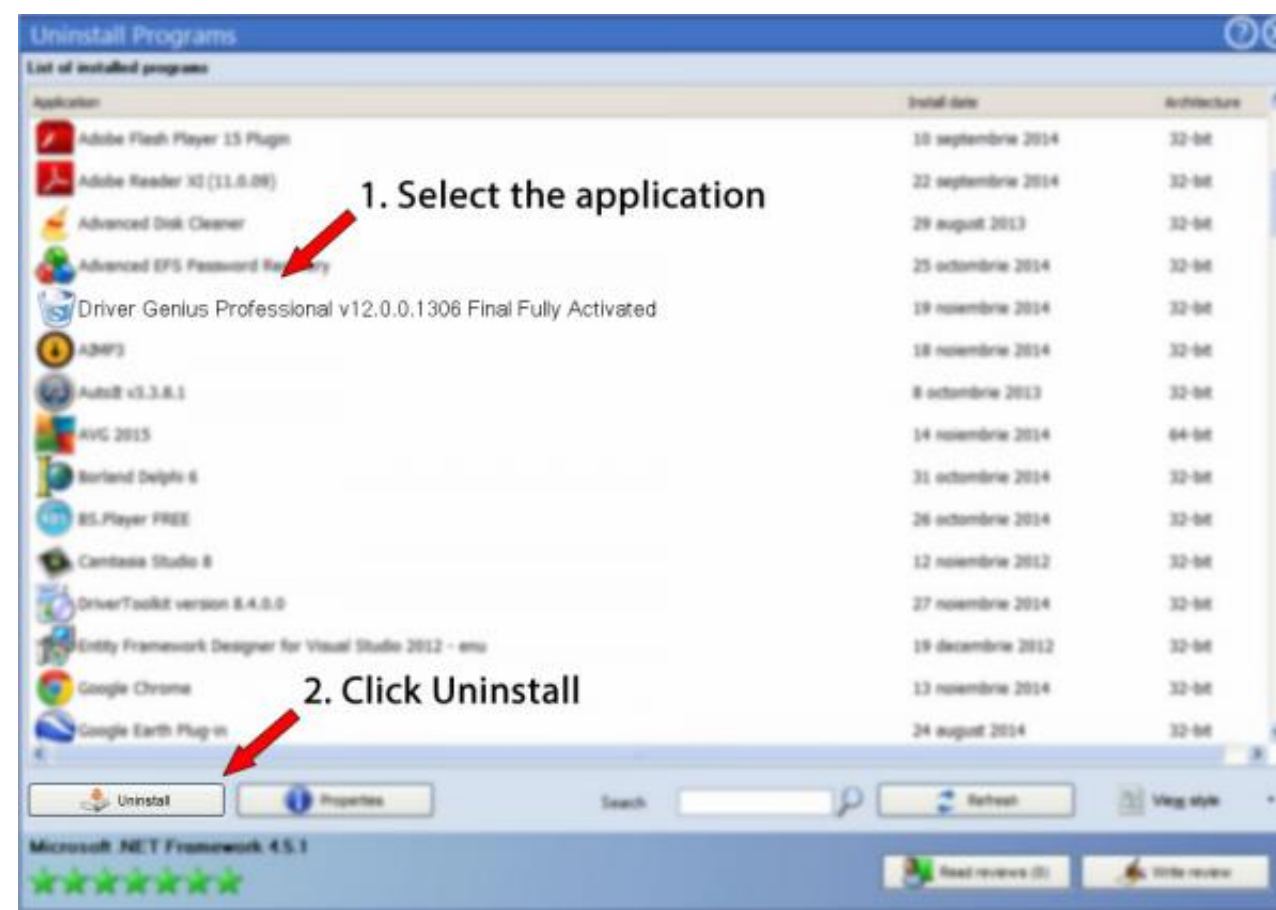 Uninstall Programs
List of installed programs
Application Install date Architecture
Adobe Flash Player 15 Plugin 10 septembrie 2014 32-bit
Adobe Reader XI (11.0.09) 22 septembrie 2014 32-bit
1. Select the application
Advanced Disk Cleaner 29 august 2013 32-bit
Advanced EFS Password Recovery 25 octombrie 2014 32-bit
Driver Genius Professional v12.0.0.1306 Final Fully Activated 19 noiembrie 2014 32-bit
AIMP3 18 noiembrie 2014 32-bit
AutoIt v3.3.8.1 8 octombrie 2013 32-bit
AVG 2015 14 noiembrie 2014 64-bit
Borland Delphi 6 31 octombrie 2014 32-bit
BS.Player FREE 26 octombrie 2014 32-bit
Camtasia Studio 8 12 noiembrie 2012 32-bit
DriverToolkit version 8.4.0.0 27 noiembrie 2014 32-bit
Entity Framework Designer for Visual Studio 2012 - enu 19 decembrie 2012 32-bit
Google Chrome 13 noiembrie 2014 32-bit
2. Click Uninstall
Google Earth Plug-in 24 august 2014 32-bit
Uninstall Properties Search Refresh View style
Microsoft .NET Framework 4.5.1
Read reviews (0) Write review